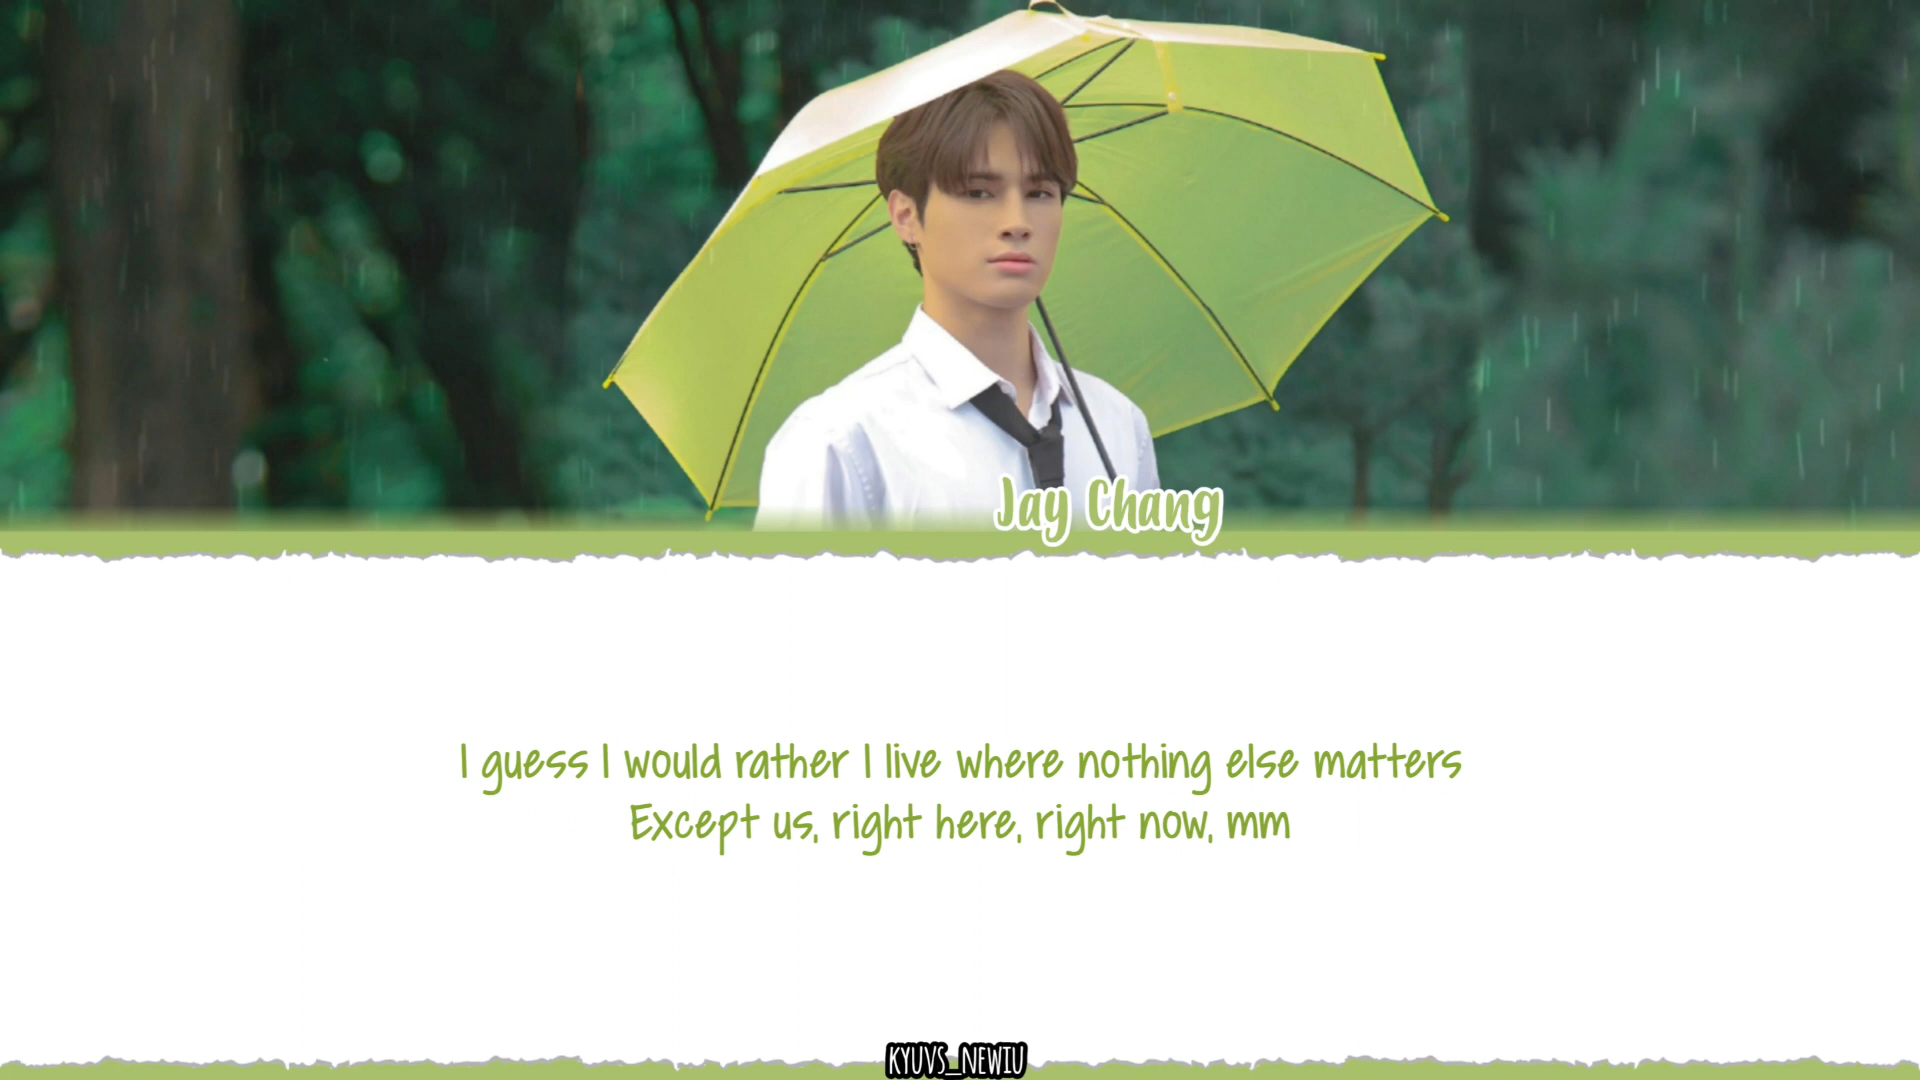 Jay Chang
I guess I would rather I live where nothing else matters
Except us, right here, right now, mm
KYUVS_NEWIU